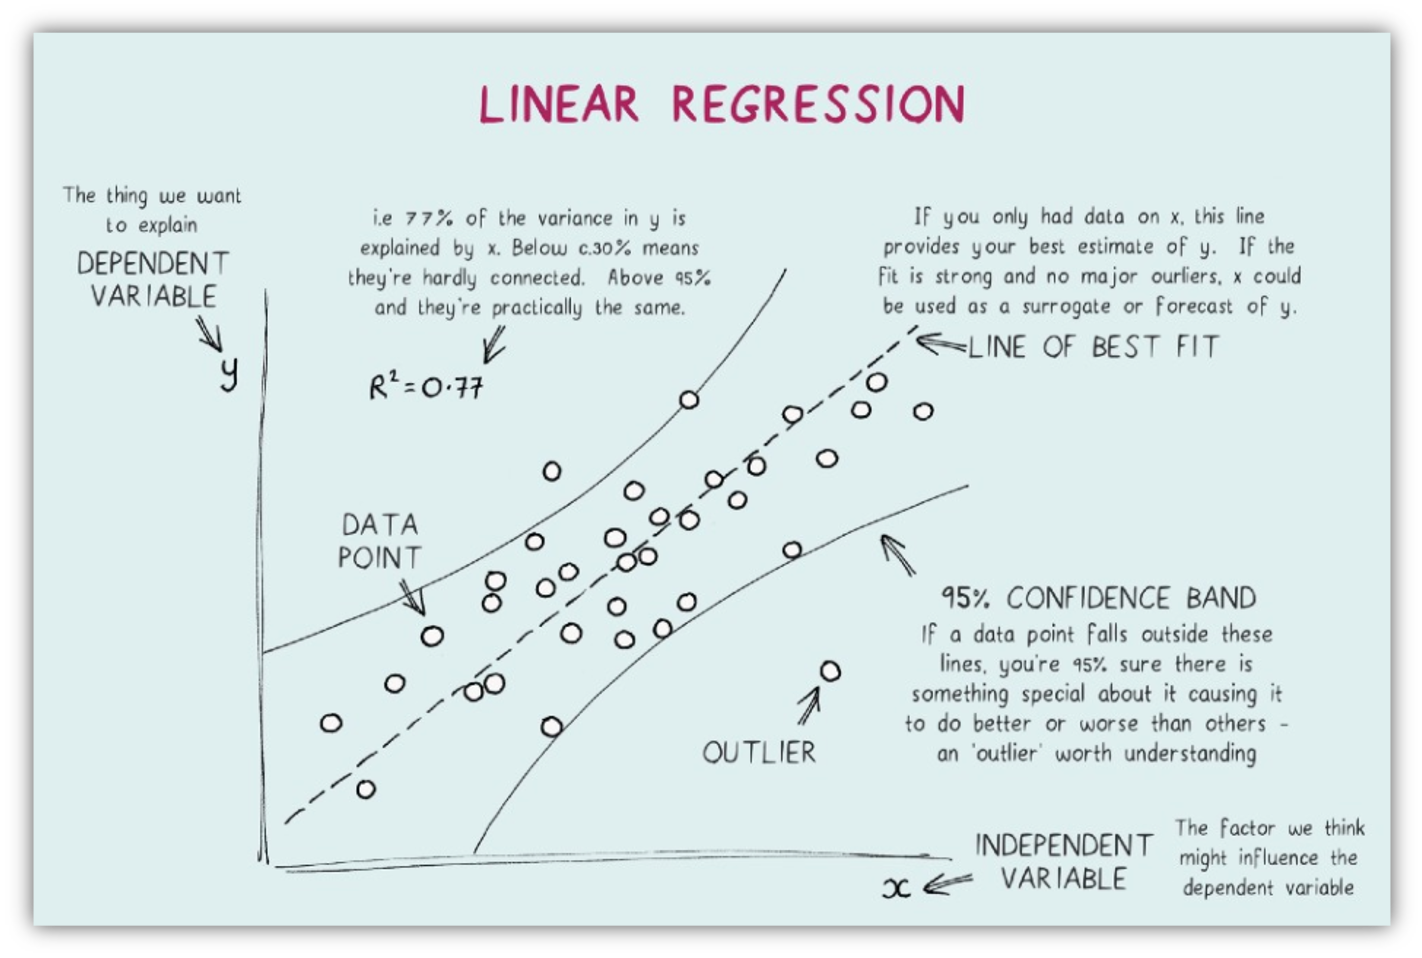 LINEAR REGRESSION
The thing we want
to explain
DEPENDENT
VARIABLE
y
i.e 77% of the variance in y is
explained by x. Below c.30% means
they're hardly connected. Above 95%
and they're practically the same.
R²=0.77
If you only had data on x, this line
provides your best estimate of y. If the
fit is strong and no major ourliers, x could
be used as a surrogate or forecast of y.
LINE OF BEST FIT
DATA
POINT
95% CONFIDENCE BAND
If a data point falls outside these
lines, you're 95% sure there is
something special about it causing it
to do better or worse than others -
an 'outlier' worth understanding
OUTLIER
INDEPENDENT
VARIABLE
x
The factor we think
might influence the
dependent variable